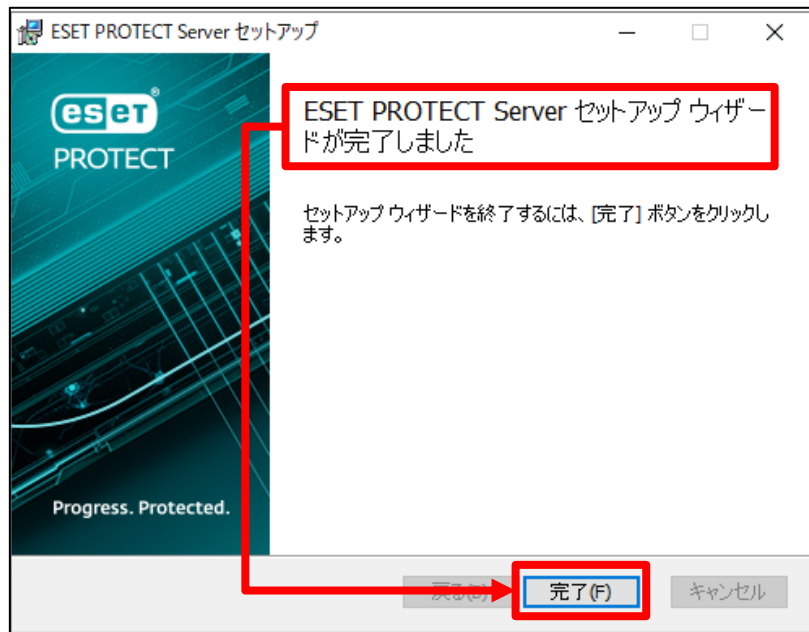 ESET PROTECT Server セットアップ
eset®
PROTECT
ESET PROTECT Server セットアップ ウィザー
ドが完了しました
セットアップ ウィザードを終了するには、[完了] ボタンをクリックし
ます。
Progress. Protected.
戻る(B)
完了(F)
キャンセル